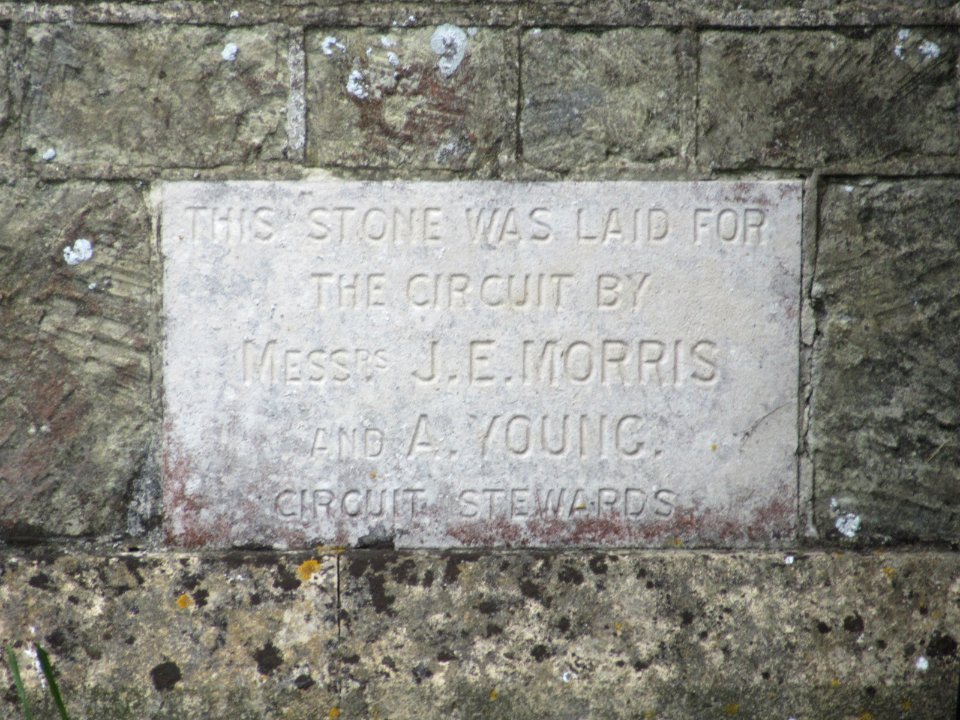 THIS STONE WAS LAID FOR
THE CIRCUIT BY
MESSRS J.E.MORRIS
AND A. YOUNG.
CIRCUIT STEWARDS